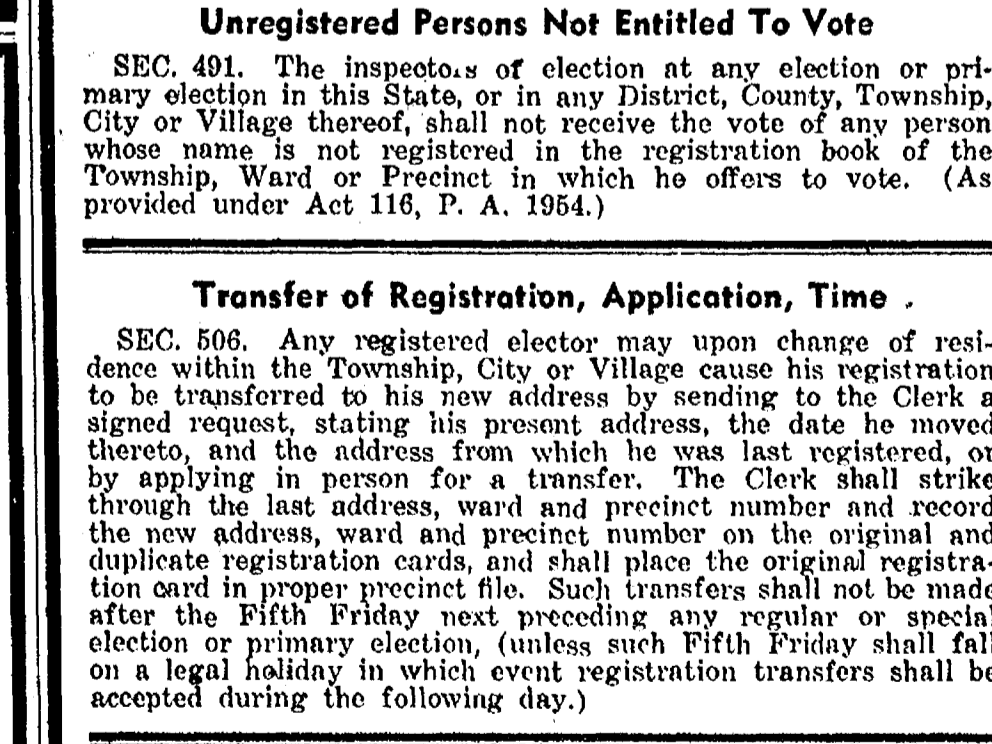 Unregistered Persons Not Entitled To Vote
SEC. 491. The inspectors of election at any election or pri-
mary election in this State, or in any District, County, Township,
City or Village thereof, shall not receive the vote of any person
whose name is not registered in the registration book of the
Township, Ward or Precinct in which he offers to vote. (As
provided under Act 116, P. A. 1954.)
Transfer of Registration, Application, Time
SEC. 506. Any registered elector may upon change of resi-
dence within the Township, City or Village cause his registration
to be transferred to his new address by sending to the Clerk a
signed request, stating his present address, the date he moved
thereto, and the address from which he was last registered, or
by applying in person for a transfer. The Clerk shall strike
through the last address, ward and precinct number and record
the new address, ward and precinct number on the original and
duplicate registration cards, and shall place the original registra-
tion card in proper precinct file. Such transfers shall not be made
after the Fifth Friday next preceding any regular or special
election or primary election, (unless such Fifth Friday shall fall
on a legal holiday in which event registration transfers shall be
accepted during the following day.)